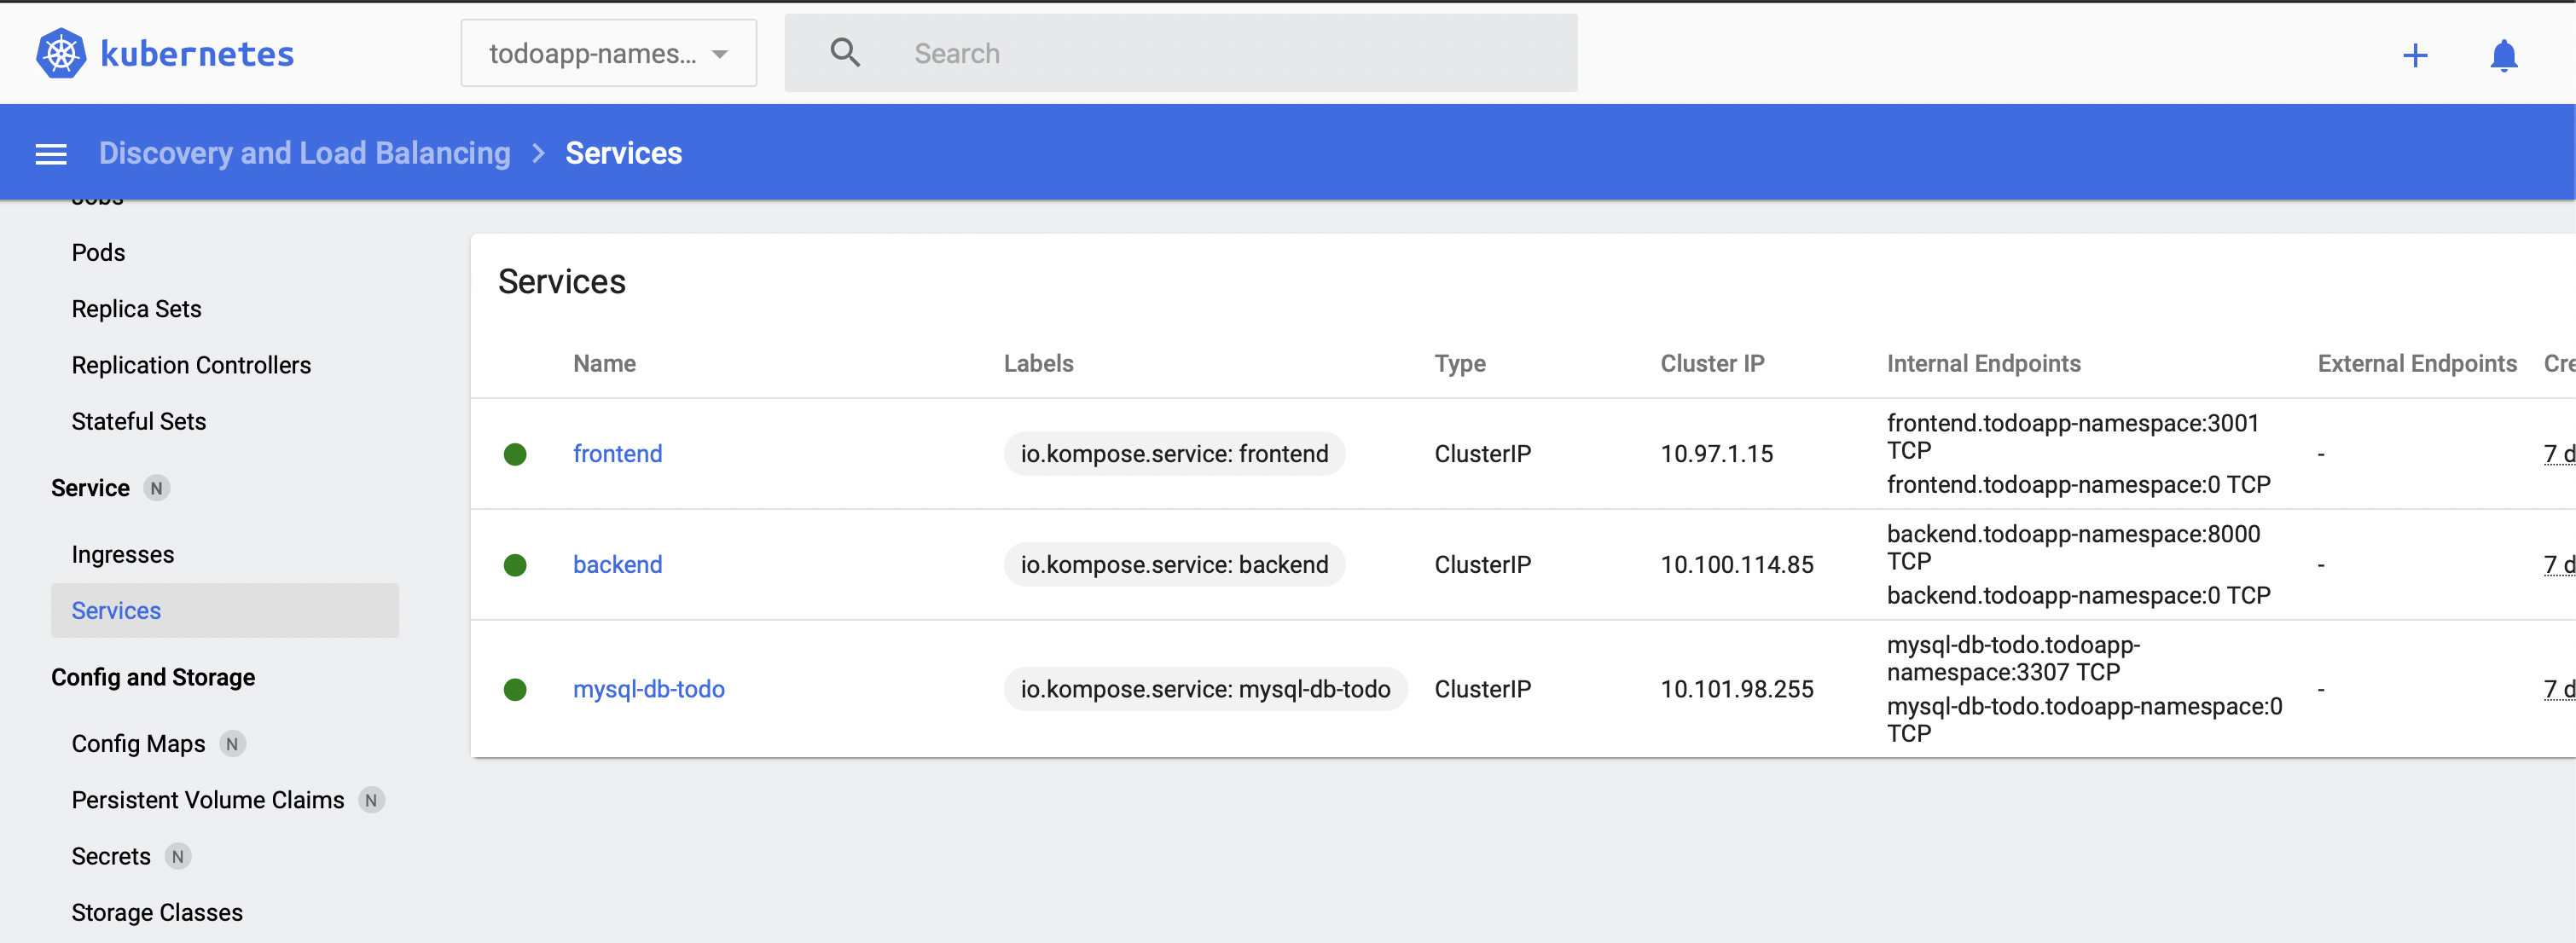 kubernetes
todoapp-names...
Search
Discovery and Load Balancing > Services
Jobs
Pods
Replica Sets
Replication Controllers
Stateful Sets
Service N
Ingresses
Services
Config and Storage
Config Maps N
Persistent Volume Claims N
Secrets N
Storage Classes
Services
Name Labels Type Cluster IP Internal Endpoints External Endpoints Cre
frontend io.kompose.service: frontend ClusterIP 10.97.1.15 frontend.todoapp-namespace:3001
TCP
frontend.todoapp-namespace:0 TCP
- 7 d
backend io.kompose.service: backend ClusterIP 10.100.114.85 backend.todoapp-namespace:8000
TCP
backend.todoapp-namespace:0 TCP
- 7 d
mysql-db-todo io.kompose.service: mysql-db-todo ClusterIP 10.101.98.255 mysql-db-todo.todoapp-
namespace:3307 TCP
mysql-db-todo.todoapp-namespace:0
TCP
- 7 d